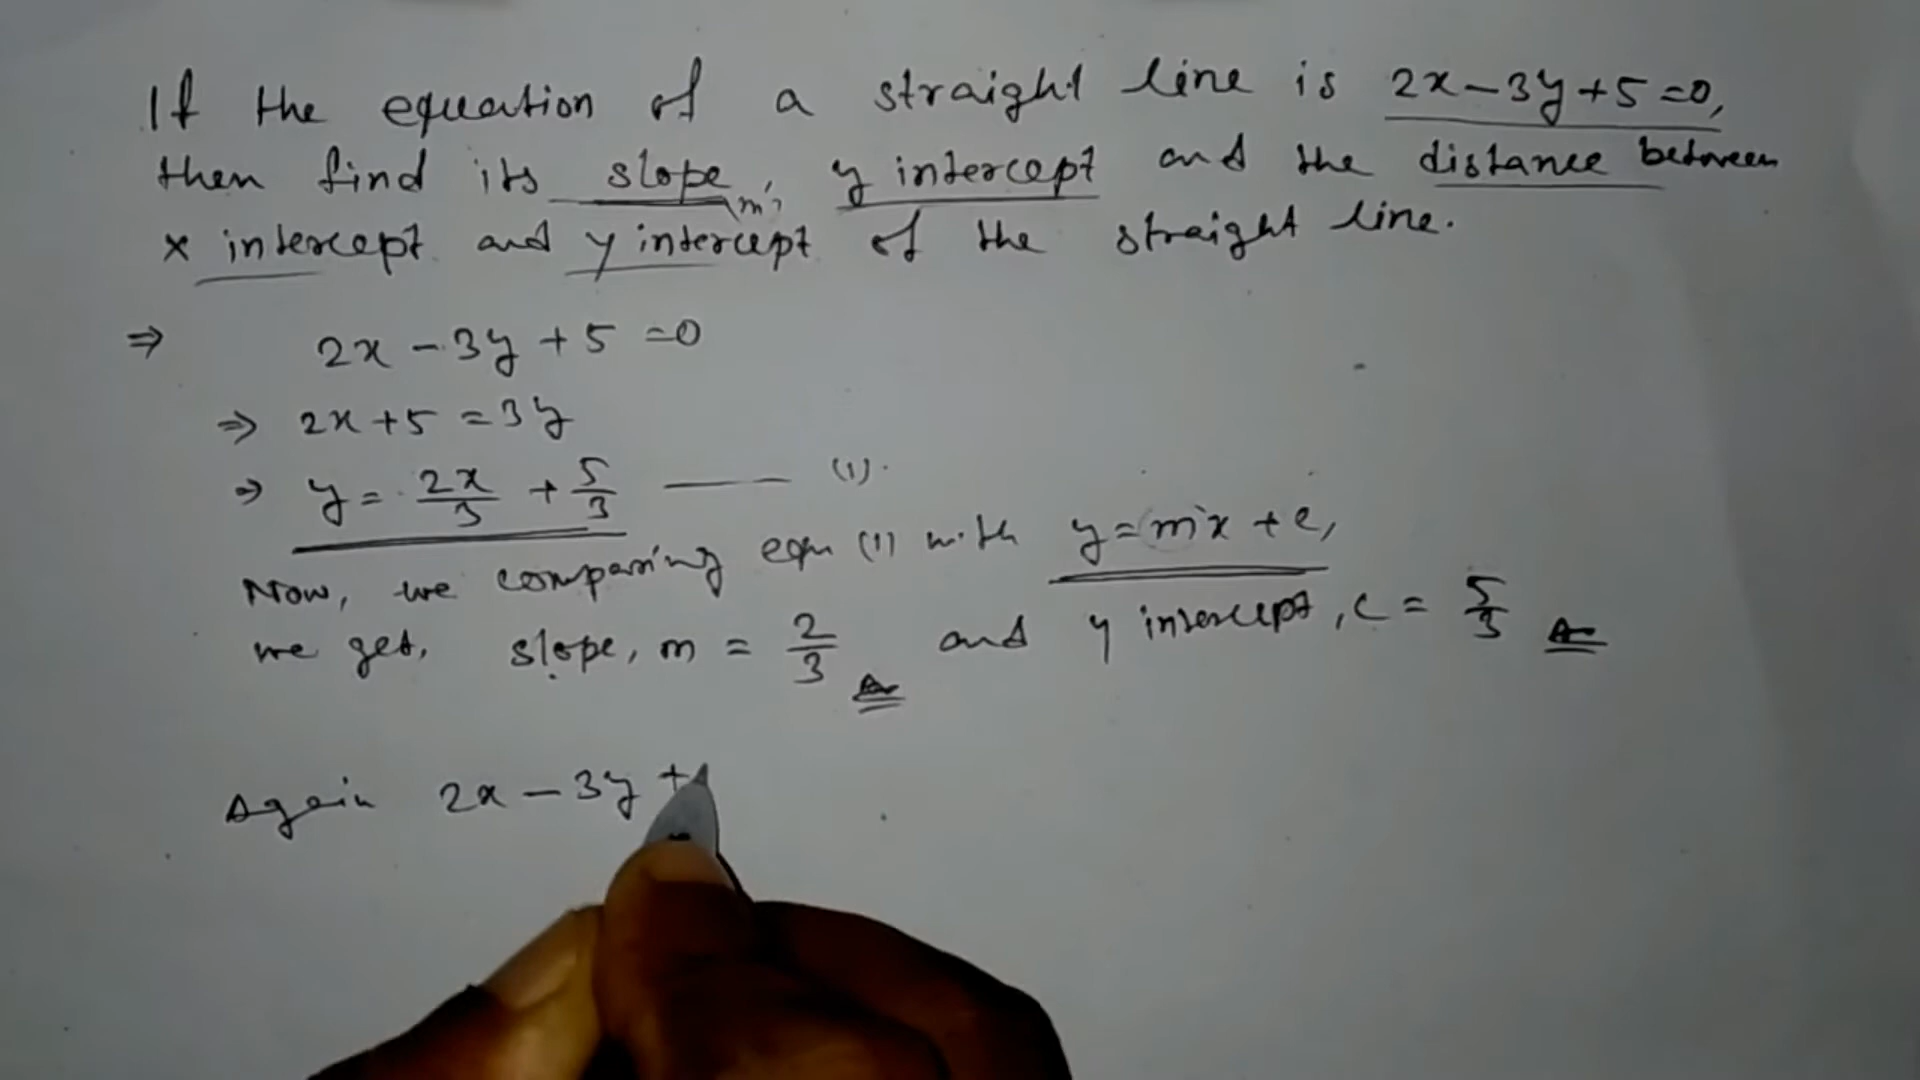 If the equation of a straight line is 2x-3y+5=0,
then find its slope, y intercept and the distance between
'm'
x intercept and y intercept of the straight line.
⇒ 2x-3y+5=0
⇒ 2x+5=3y
⇒ y = 2x/3 + 5/3 —— (1).
Now, we comparing eqn (1) with y=mx+c,
we get, slope, m = 2/3 and y intercept, c = 5/3
Again 2x-3y+